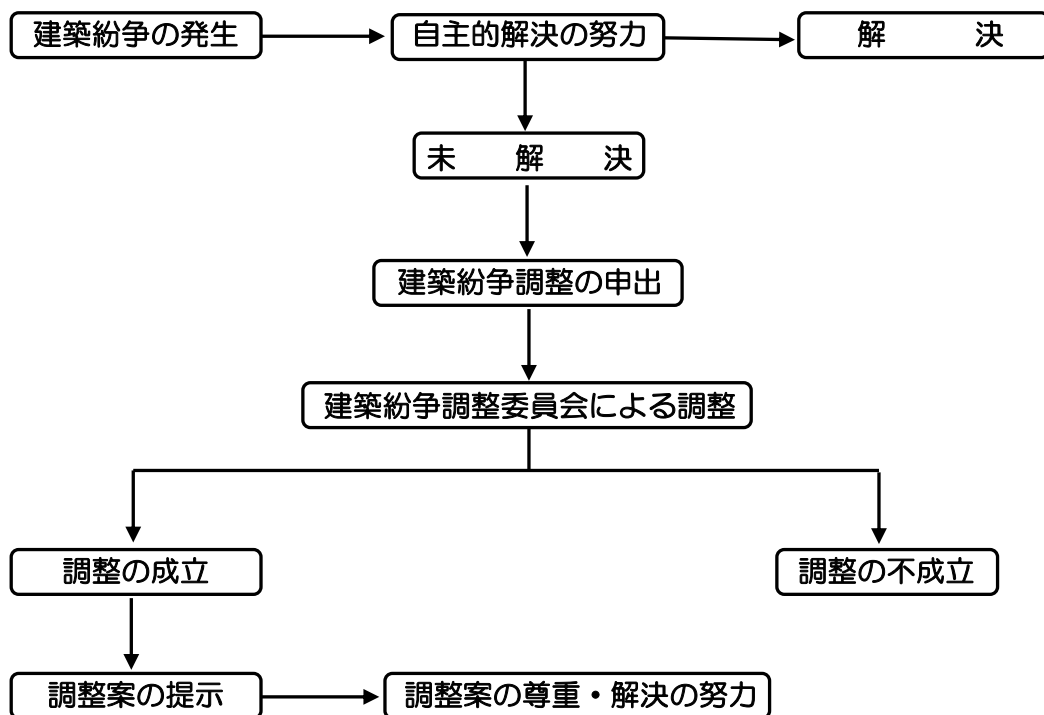 建築紛争の発生
自主的解決の努力
解　　　決
未　　解　　決
建築紛争調整の申出
建築紛争調整委員会による調整
調整の成立
調整の不成立
調整案の提示
調整案の尊重・解決の努力